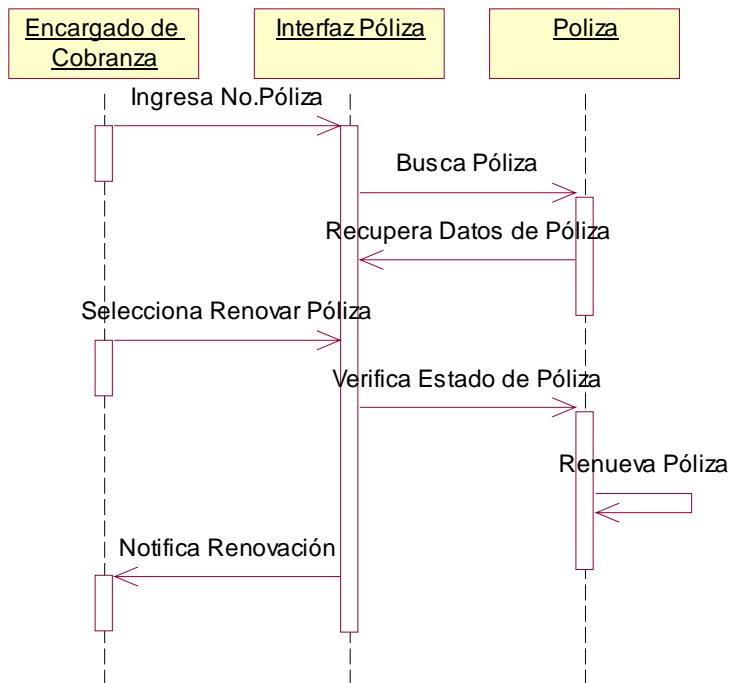 Encargado de
Cobranza
Interfaz Póliza
Poliza
Ingresa No.Póliza
Busca Póliza
Recupera Datos de Póliza
Selecciona Renovar Póliza
Verifica Estado de Póliza
Renueva Póliza
Notifica Renovación